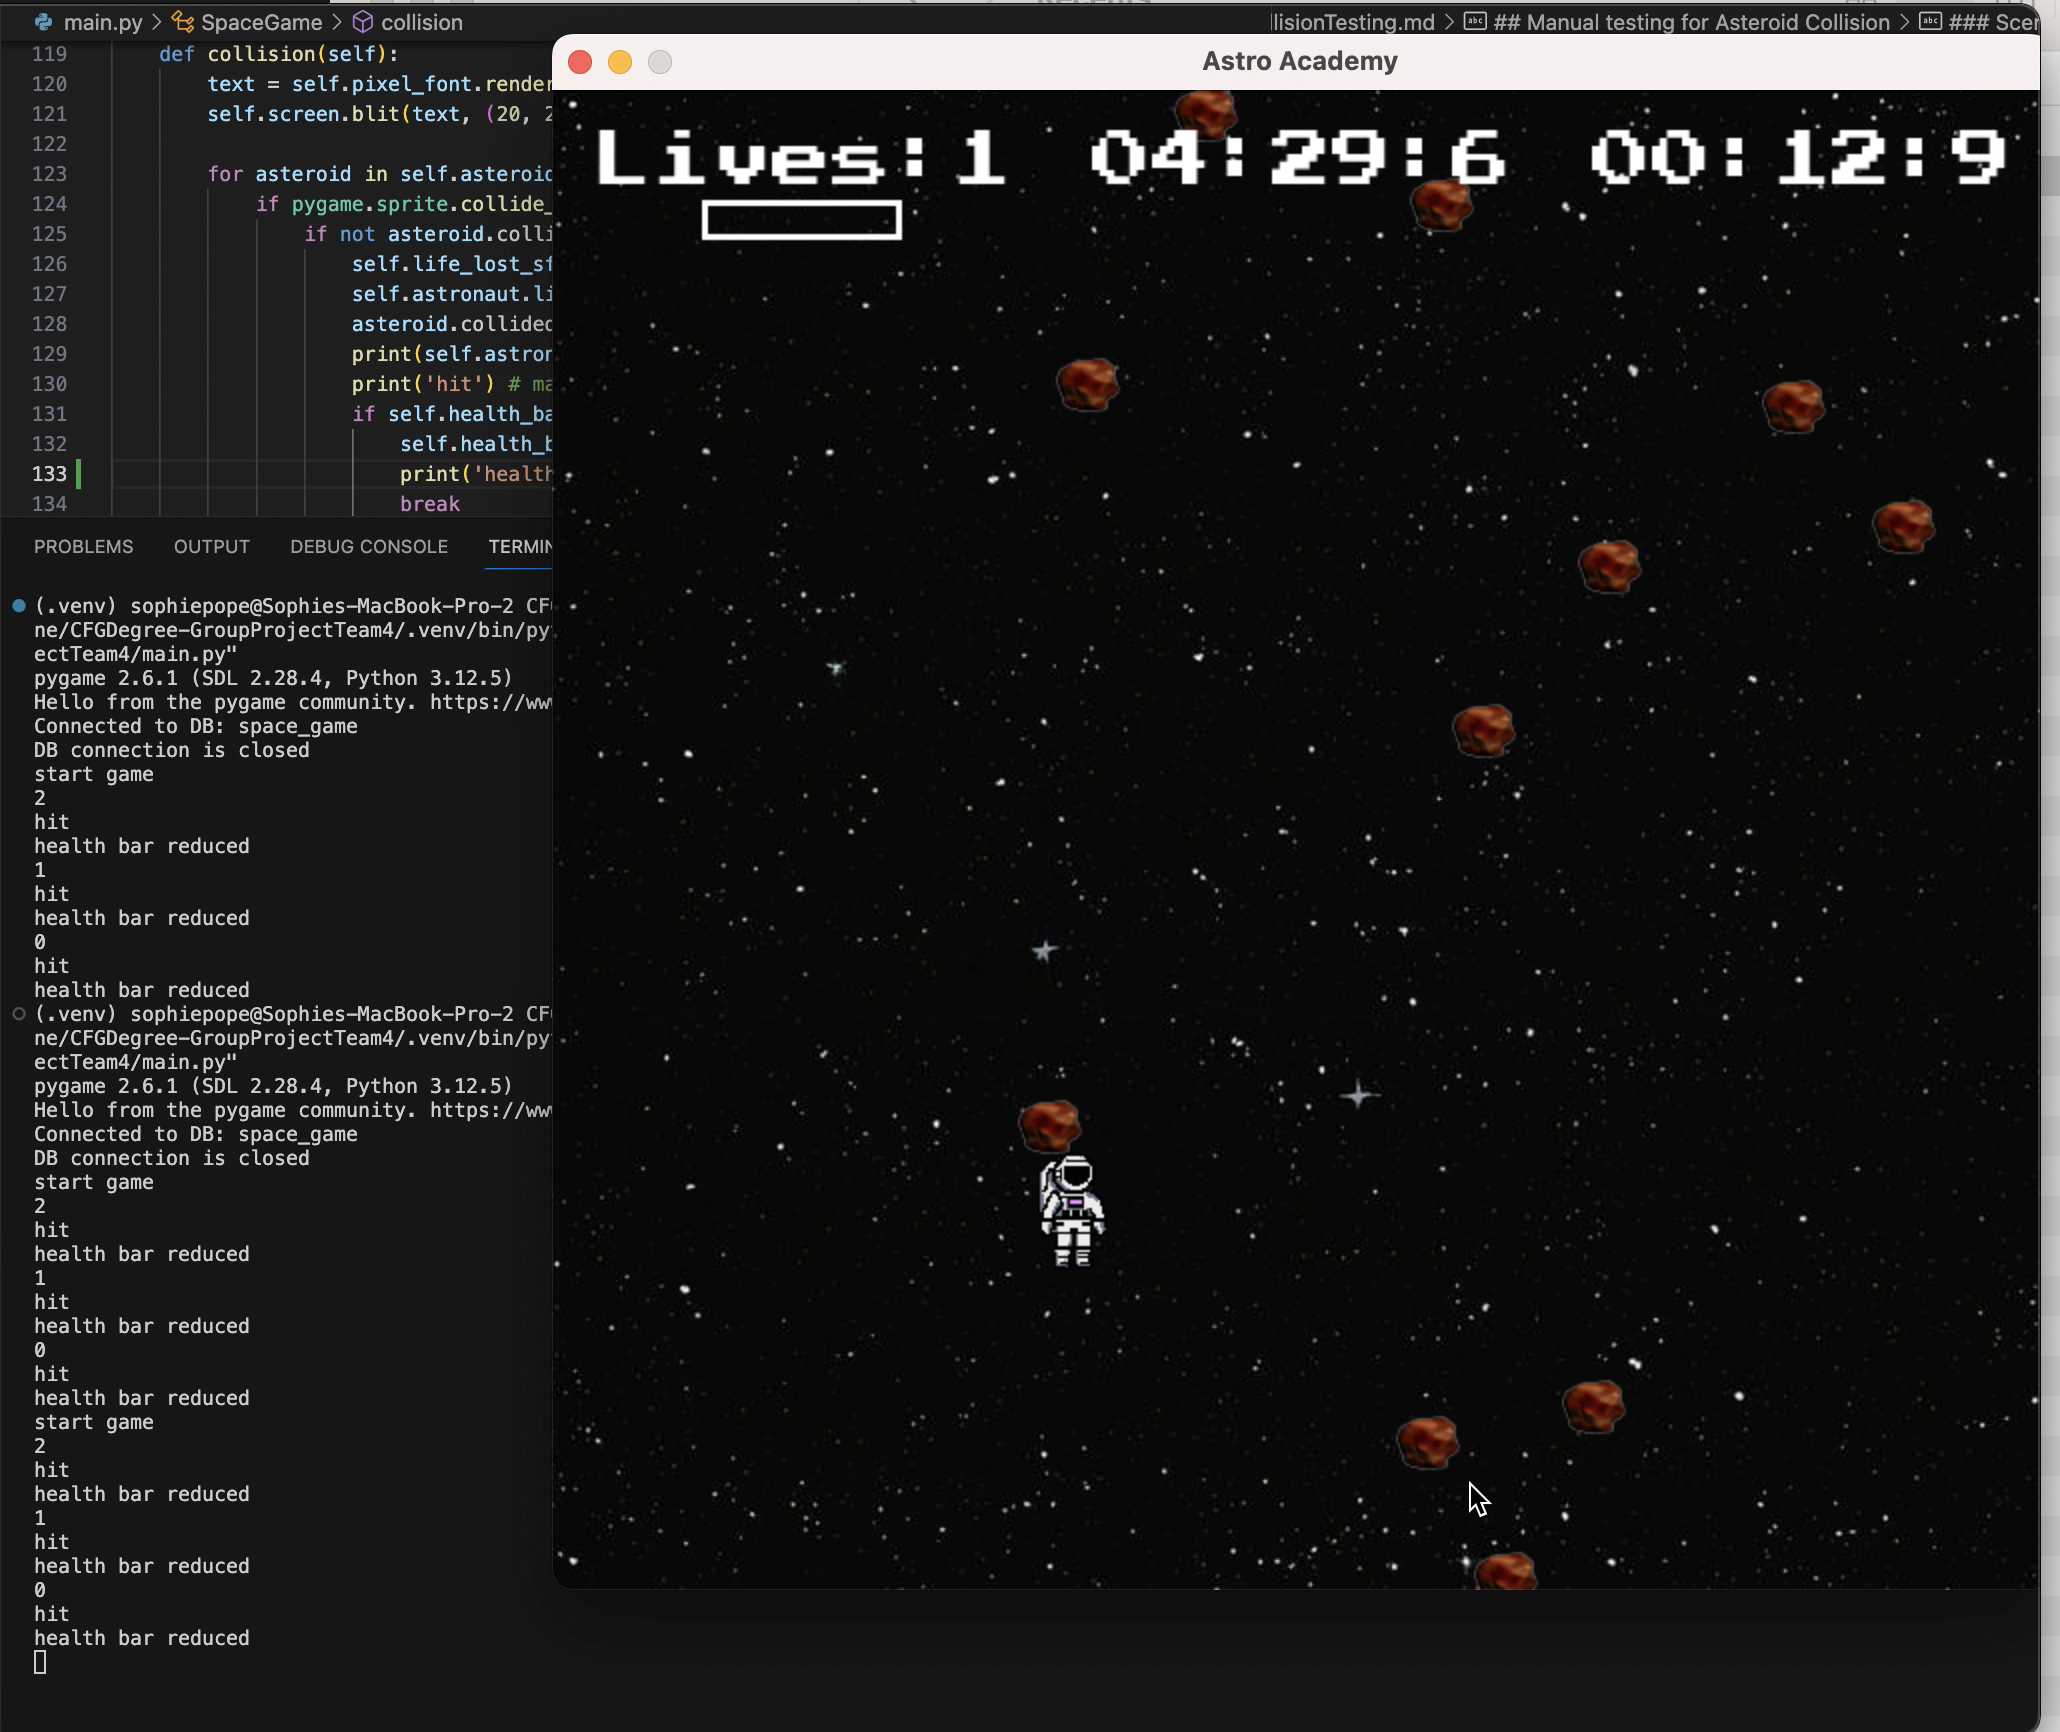 main.py > SpaceGame > collision
llisionTesting.md > ## Manual testing for Asteroid Collision > ### Scer
119 def collision(self):
120 text = self.pixel_font.render
121 self.screen.blit(text, (20, 2
122
123 for asteroid in self.asteroid
124 if pygame.sprite.collide_
125 if not asteroid.colli
126 self.life_lost_sf
127 self.astronaut.li
128 asteroid.collided
129 print(self.astron
130 print('hit') # ma
131 if self.health_ba
132 self.health_b
133 print('health
134 break
PROBLEMS OUTPUT DEBUG CONSOLE TERMIN
(.venv) sophiepope@Sophies-MacBook-Pro-2 CF
ne/CFGDegree-GroupProjectTeam4/.venv/bin/py
ectTeam4/main.py"
pygame 2.6.1 (SDL 2.28.4, Python 3.12.5)
Hello from the pygame community. https://ww
Connected to DB: space_game
DB connection is closed
start game
2
hit
health bar reduced
1
hit
health bar reduced
0
hit
health bar reduced
(.venv) sophiepope@Sophies-MacBook-Pro-2 CF
ne/CFGDegree-GroupProjectTeam4/.venv/bin/py
ectTeam4/main.py"
pygame 2.6.1 (SDL 2.28.4, Python 3.12.5)
Hello from the pygame community. https://ww
Connected to DB: space_game
DB connection is closed
start game
2
hit
health bar reduced
1
hit
health bar reduced
0
hit
health bar reduced
start game
2
hit
health bar reduced
1
hit
health bar reduced
0
hit
health bar reduced
Astro Academy
Lives:1 04:29:6 00:12:9